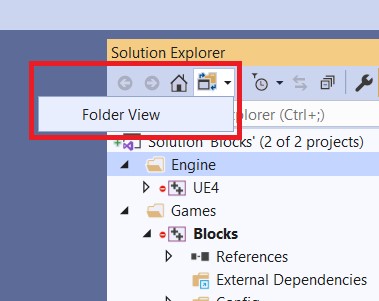 Solution Explorer
Folder View
plorer (Ctrl+;)
Solution 'Blocks' (2 of 2 projects)
Engine
UE4
Games
Blocks
References
External Dependencies
Config